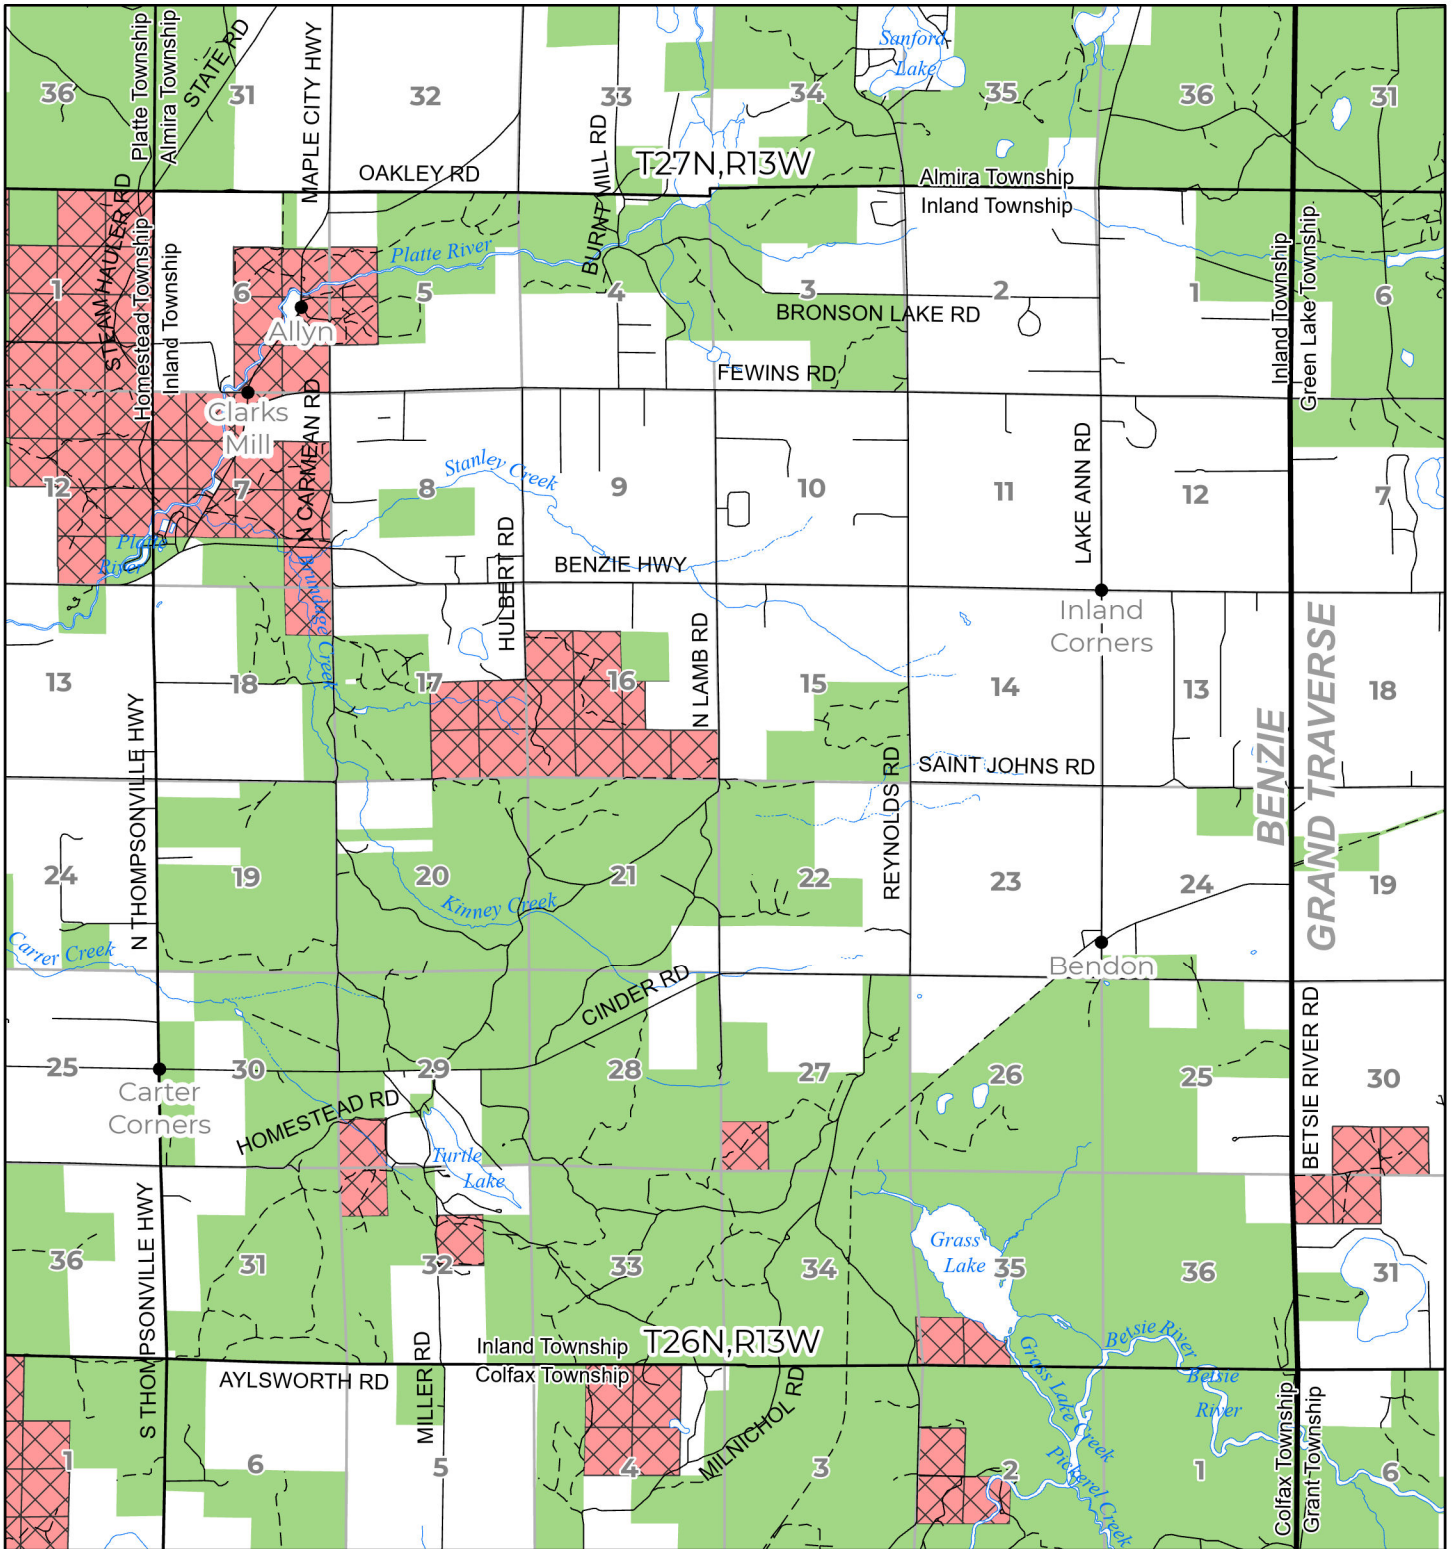 Sanford
Lake
36
31
32
33
34
35
36
31
Platte Township
Almira Township
STATE RD
MAPLE CITY HWY
OAKLEY RD
BURNT MILL RD
T27N,R13W
Almira Township
Inland Township
STEAMHAULER RD
Homestead Township
Inland Township
Platte River
1
6
5
4
3
2
1
6
Allyn
BRONSON LAKE RD
Inland Township
Green Lake Township
FEWINS RD
Clarks
Mill
N CARMEAN RD
Stanley Creek
LAKE ANN RD
12
7
8
9
10
11
12
7
Platte
River
HULBERT RD
BENZIE HWY
Brundage Creek
Inland
Corners
N LAMB RD
13
18
17
16
15
14
13
18
N THOMPSONVILLE HWY
REYNOLDS RD
SAINT JOHNS RD
BENZIE
GRAND TRAVERSE
24
19
20
21
22
23
24
19
Kinney Creek
Carter Creek
Bendon
CINDER RD
BETSIE RIVER RD
25
30
29
28
27
26
25
30
Carter
Corners
HOMESTEAD RD
Turtle
Lake
S THOMPSONVILLE HWY
Grass
Lake
36
31
32
33
34
35
36
31
MILLER RD
Inland Township
T26N,R13W
Colfax Township
AYLSWORTH RD
MILNICHOL RD
Grass Lake Creek
Betsie River
Betsie
River
Pickerel Creek
Colfax Township
Grant Township
1
6
5
4
3
2
1
6